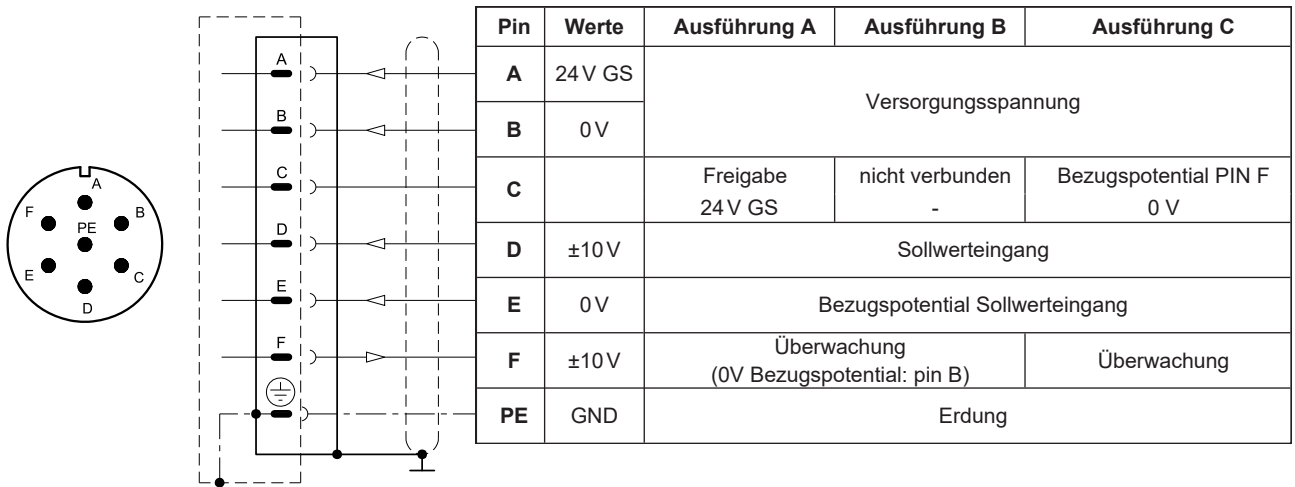 A
B
C
D
E
F
PE
A
B
C
D
E
F
Pin Werte Ausführung A Ausführung B Ausführung C
A 24 V GS Versorgungsspannung
B 0 V
C Freigabe nicht verbunden Bezugspotential PIN F
24 V GS - 0 V
D ±10 V Sollwerteingang
E 0 V Bezugspotential Sollwerteingang
F ±10 V Überwachung Überwachung
(0V Bezugspotential: pin B)
PE GND Erdung